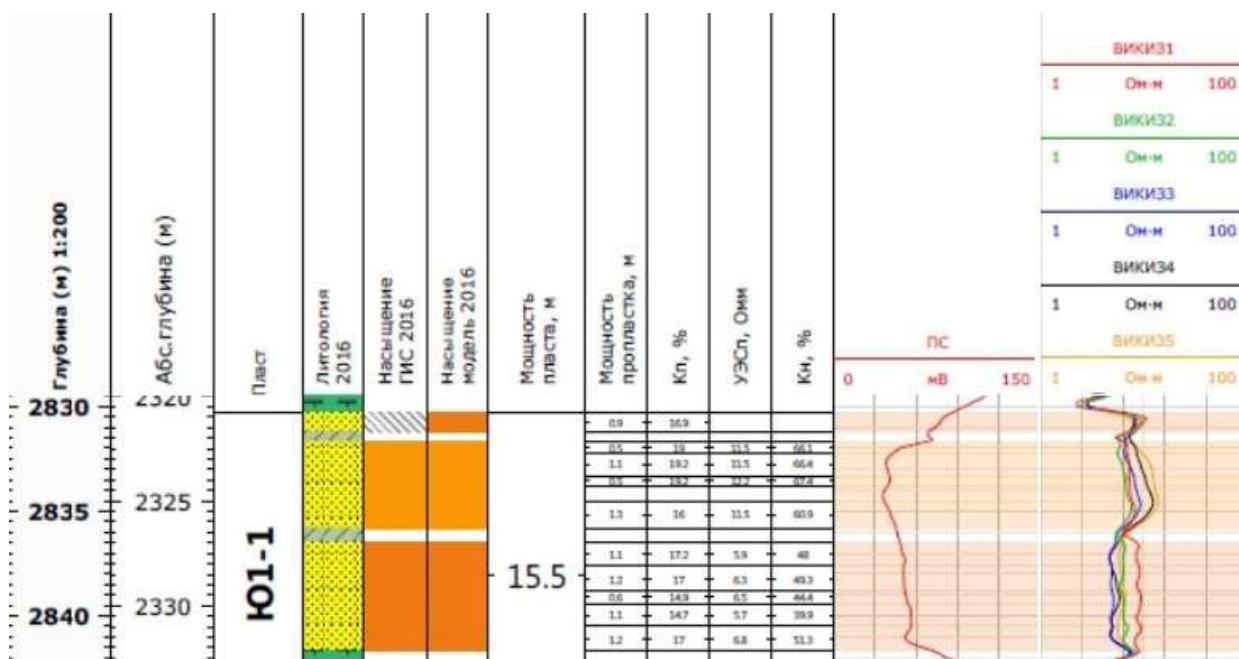 Глубина (м) 1:200
Абс.глубина (м)
Пласт
Литология
2016
Насыщение
ГИС 2016
Насыщение
модель 2016
Мощность
пласта, м
Мощность
пропластка, м
Кп, %
УЭСп, Омм
Кн, %
ПС
0 мВ 150
ВИКИЗ1
1 Ом-м 100
ВИКИЗ2
1 Ом-м 100
ВИКИЗ3
1 Ом-м 100
ВИКИЗ4
1 Ом-м 100
ВИКИЗ5
1 Ом-м 100
2830
2835
2840
2320
2325
2330
Ю1-1
15.5
0.9 16.9
0.5 19 11.5 66.1
1.1 19.2 11.5 66.4
0.5 19.2 12.2 67.4
1.3 16 11.5 60.9
1.1 17.2 5.9 48
1.2 17 6.3 49.3
0.6 14.9 6.5 44.4
1.1 14.7 5.7 39.9
1.2 17 6.8 51.3